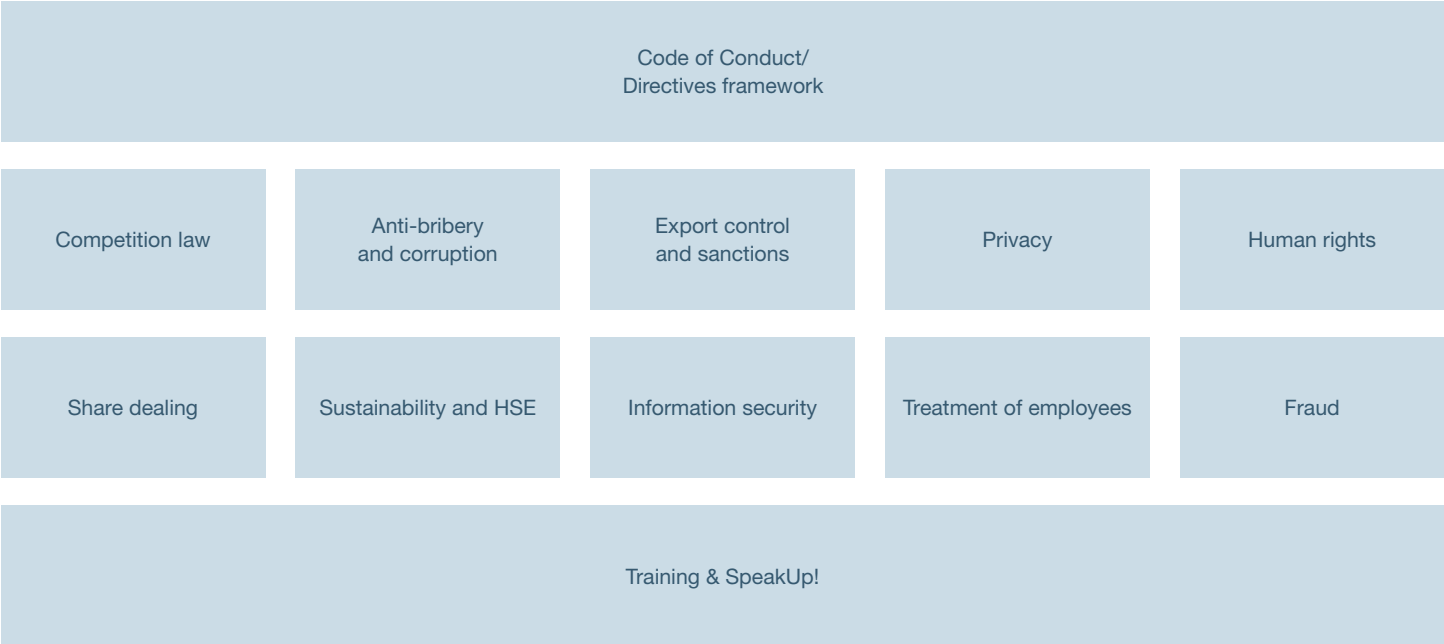 Code of Conduct/
Directives framework
Competition law
Anti-bribery
and corruption
Export control
and sanctions
Privacy
Human rights
Share dealing
Sustainability and HSE
Information security
Treatment of employees
Fraud
Training & SpeakUp!